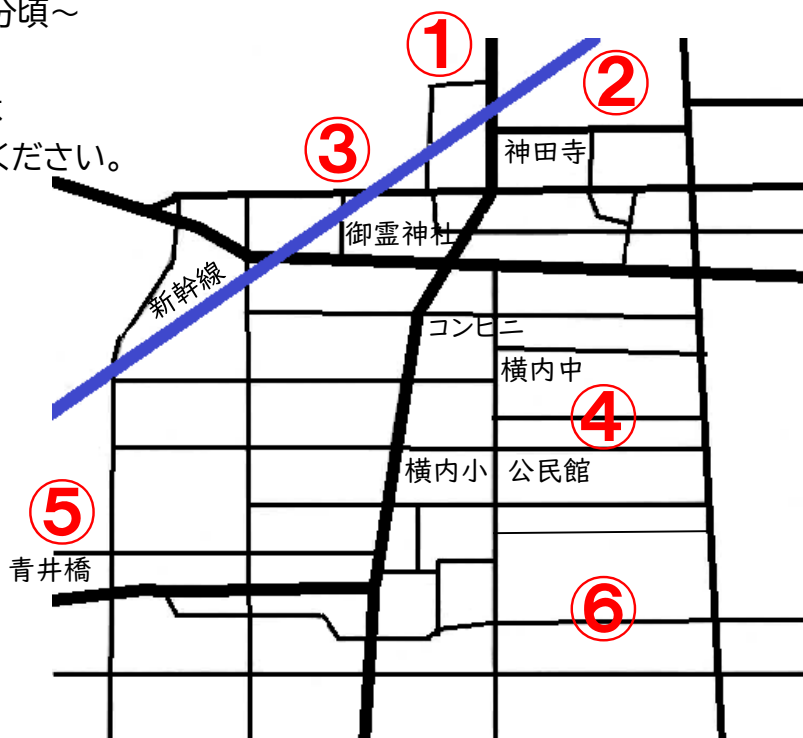 分頃～
①
②
ください。
③
神田寺
御霊神社
新幹線
コンビニ
横内中
④
横内小
公民館
⑤
青井橋
⑥